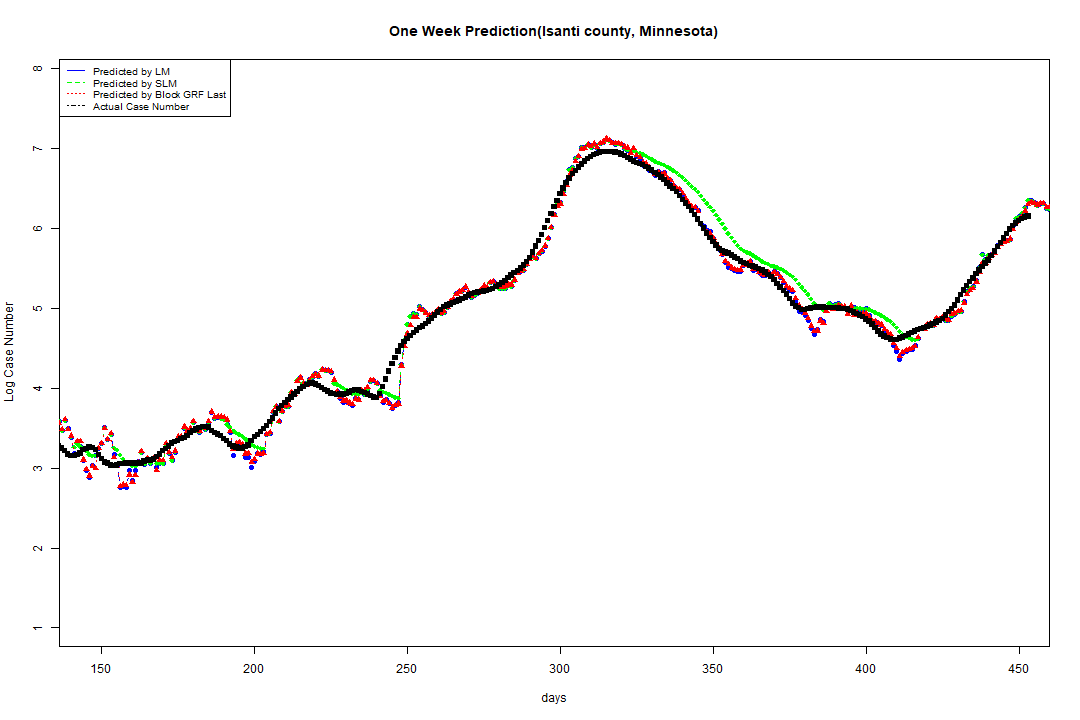 One Week Prediction(Isanti county, Minnesota)
Predicted by LM
Predicted by SLM
Predicted by Block GRF Last
Actual Case Number
8
7
6
5
4
3
2
1
Log Case Number
150 200 250 300 350 400 450
days